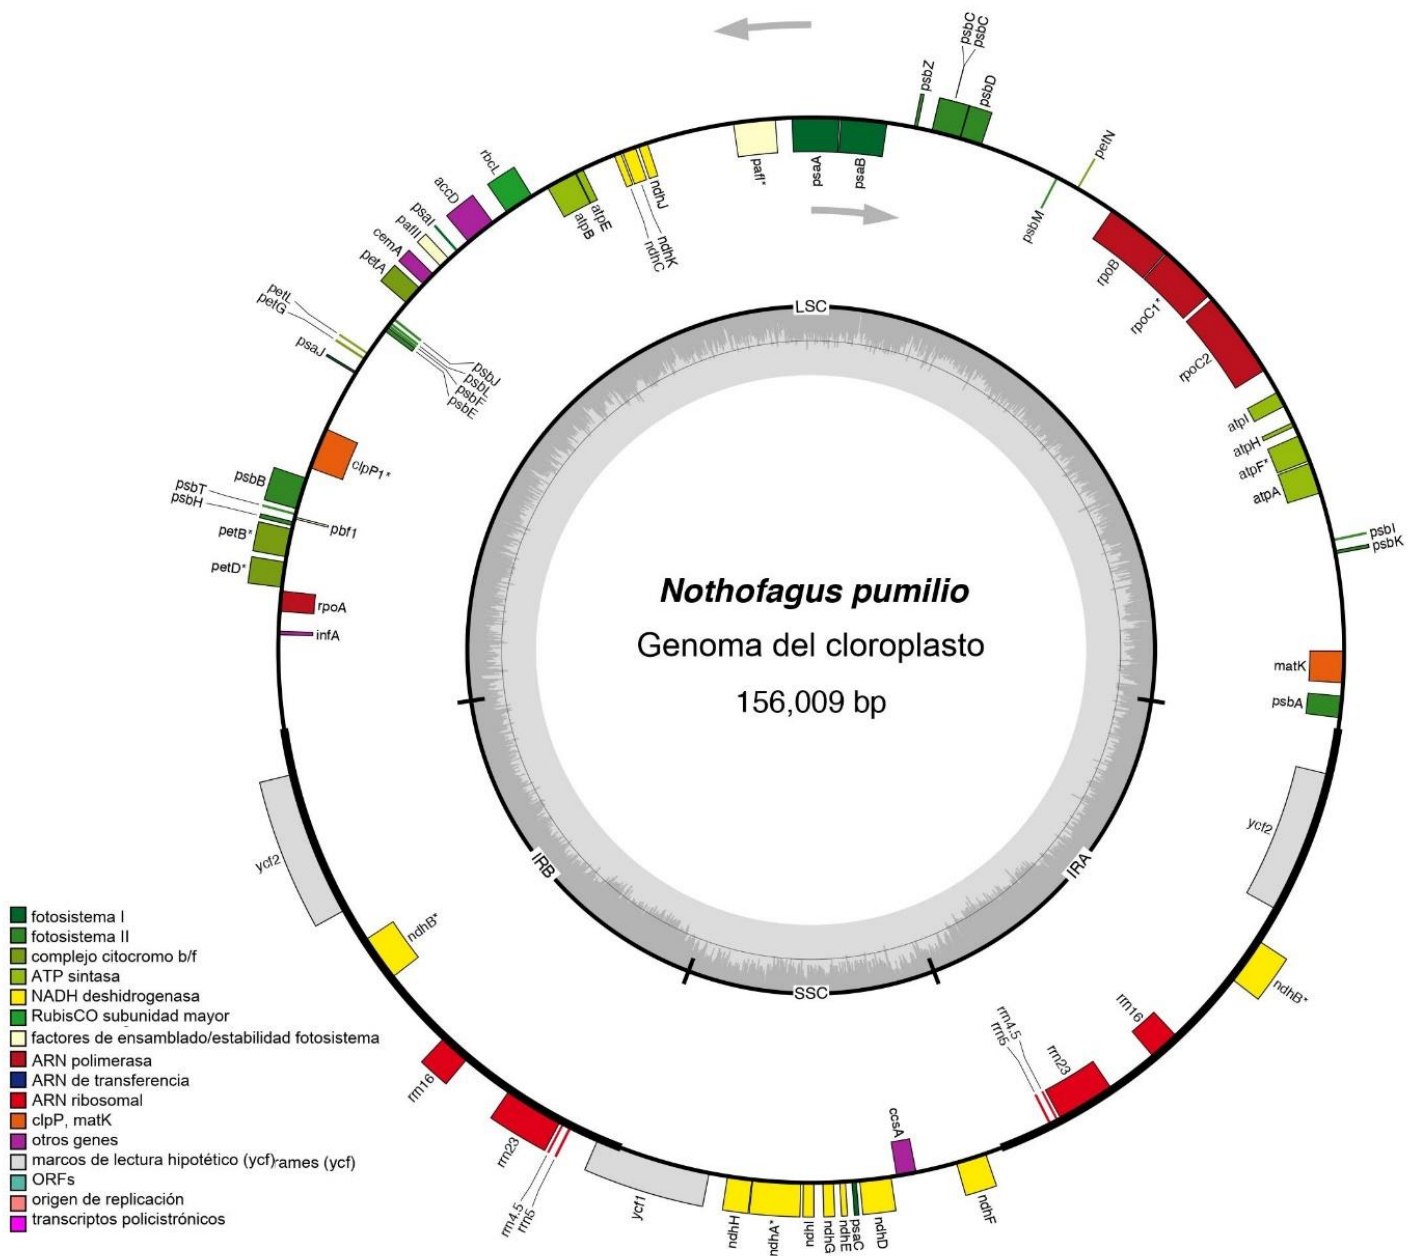 psbC
psbC
psbZ
psbD
petN
psbM
pafI*
psaA
psaB
rbcL
accD
psaI
pafII
cemA
petA
atpB
atpE
ndhJ
ndhK
ndhC
rpoB
rpoC1*
rpoC2
atpI
atpH
atpF*
atpA
petL
petG
psaJ
psbJ
psbL
psbF
psbE
LSC
clpP1*
psbB
psbT
psbH
pbf1
petB*
petD*
rpoA
infA
psbI
psbK
Nothofagus pumilio
Genoma del cloroplasto
156,009 bp
matK
psbA
ycf2
ycf2
IRB
IRA
SSC
ndhB*
ndhB*
rrn16
rrn16
rrn4.5
rrn5
rrn23
rrn23
rrn4.5
rrn5
ccsA
ycf1
ndhH
ndhA*
ndhI
ndhG
ndhE
psaC
ndhD
ndhF
fotosistema I
fotosistema II
complejo citocromo b/f
ATP sintasa
NADH deshidrogenasa
RubisCO subunidad mayor
factores de ensamblado/estabilidad fotosistema
ARN polimerasa
ARN de transferencia
ARN ribosomal
clpP, matK
otros genes
marcos de lectura hipotético (ycf)rames (ycf)
ORFs
origen de replicación
transcriptos policistrónicos